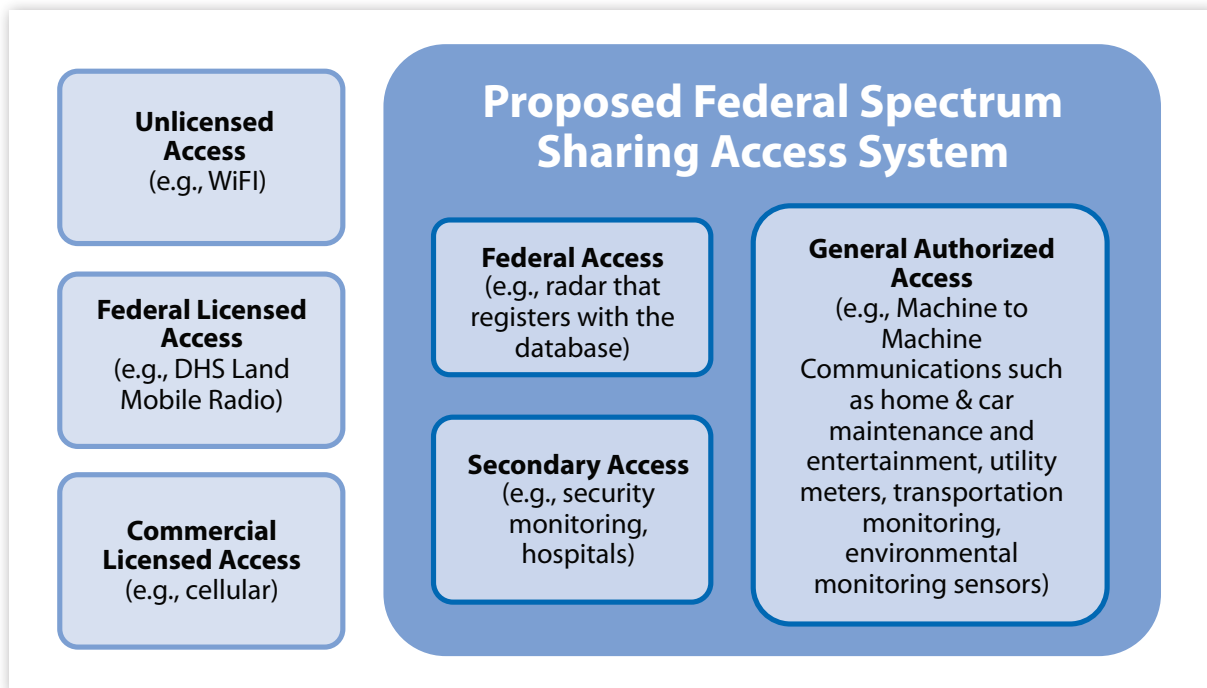 Unlicensed
Access
(e.g., WiFI)
Federal Licensed
Access
(e.g., DHS Land
Mobile Radio)
Commercial
Licensed Access
(e.g., cellular)
Proposed Federal Spectrum
Sharing Access System
Federal Access
(e.g., radar that
registers with the
database)
Secondary Access
(e.g., security
monitoring,
hospitals)
General Authorized
Access
(e.g., Machine to
Machine
Communications such
as home & car
maintenance and
entertainment, utility
meters, transportation
monitoring,
environmental
monitoring sensors)